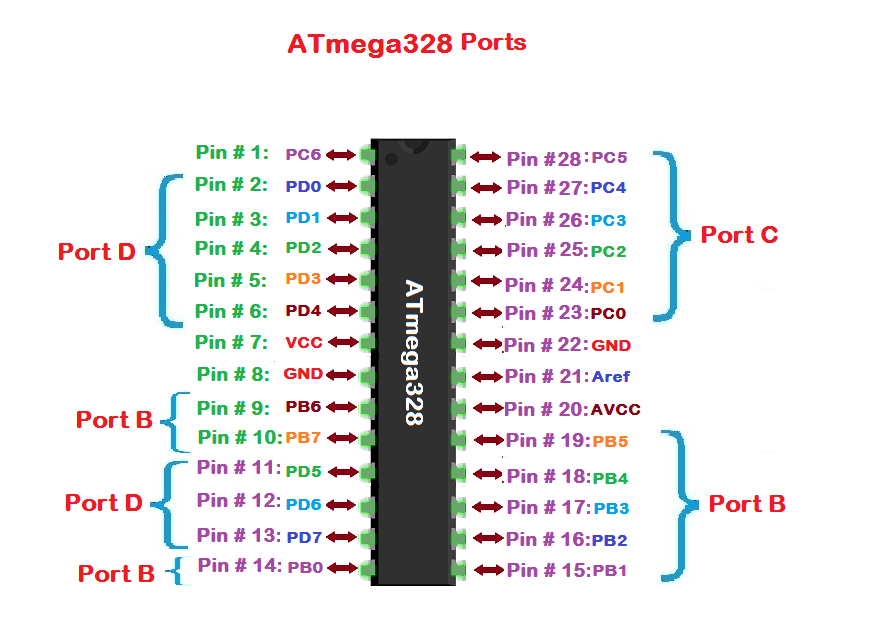 ATmega328 Ports
Pin # 1: PC6
Pin # 2: PD0
Pin # 3: PD1
Pin # 4: PD2
Pin # 5: PD3
Pin # 6: PD4
Port D
Pin # 7: VCC
Pin # 8: GND
Pin # 9: PB6
Pin # 10: PB7
Port B
Pin # 11: PD5
Pin # 12: PD6
Pin # 13: PD7
Port D
Pin # 14: PB0
Port B
ATmega328
Pin #28: PC5
Pin # 27: PC4
Pin # 26: PC3
Pin # 25: PC2
Pin # 24: PC1
Pin # 23: PC0
Port C
Pin # 22: GND
Pin # 21: Aref
Pin # 20: AVCC
Pin # 19: PB5
Pin # 18: PB4
Pin # 17: PB3
Pin # 16: PB2
Pin # 15: PB1
Port B